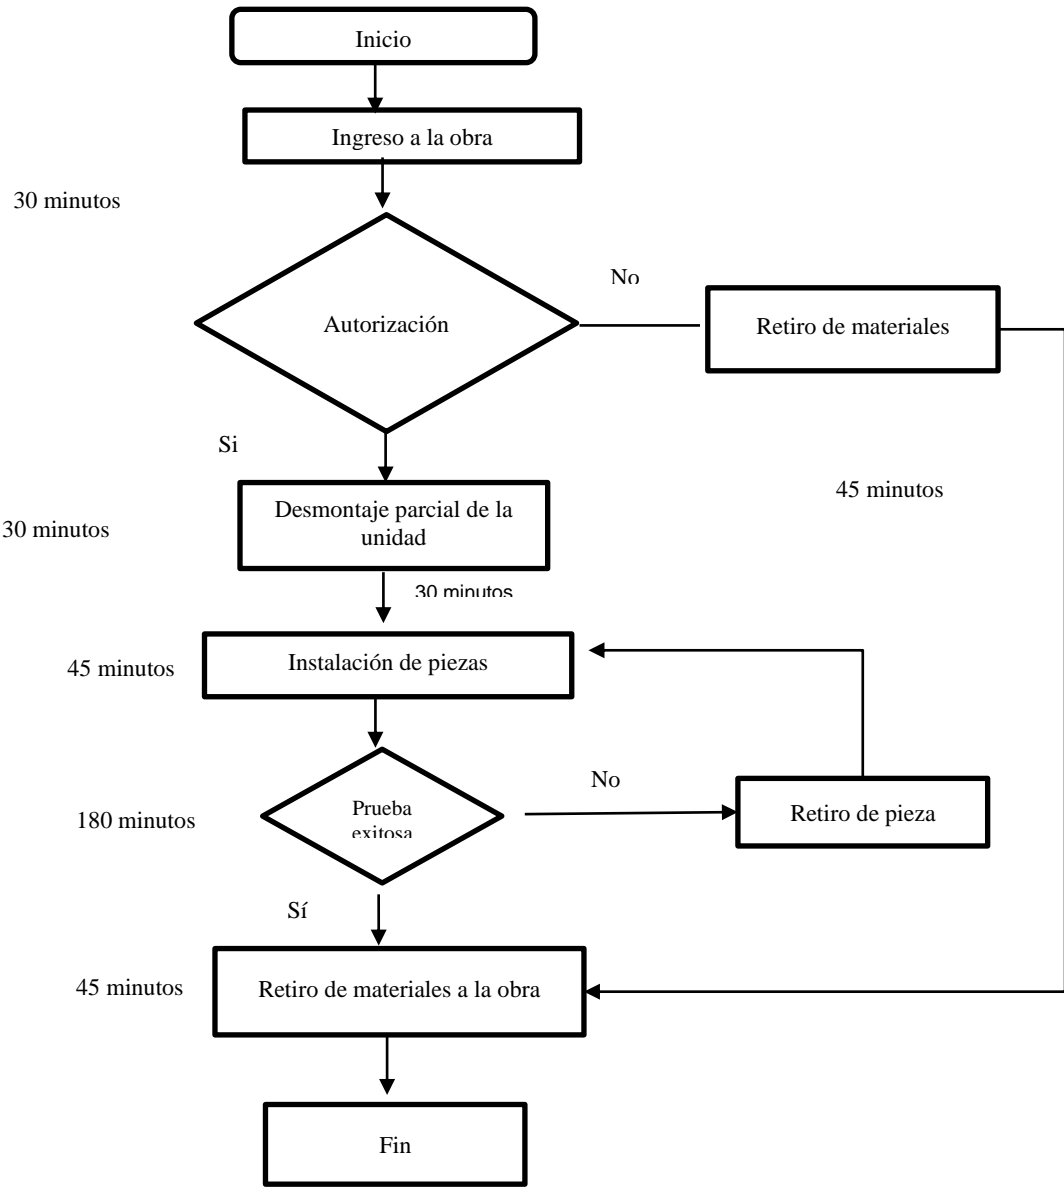 Inicio
Ingreso a la obra
30 minutos
No
Autorización
Retiro de materiales
Si
45 minutos
Desmontaje parcial de la
unidad
30 minutos
30 minutos
Instalación de piezas
45 minutos
No
Prueba
exitosa
180 minutos
Retiro de pieza
Sí
45 minutos
Retiro de materiales a la obra
Fin